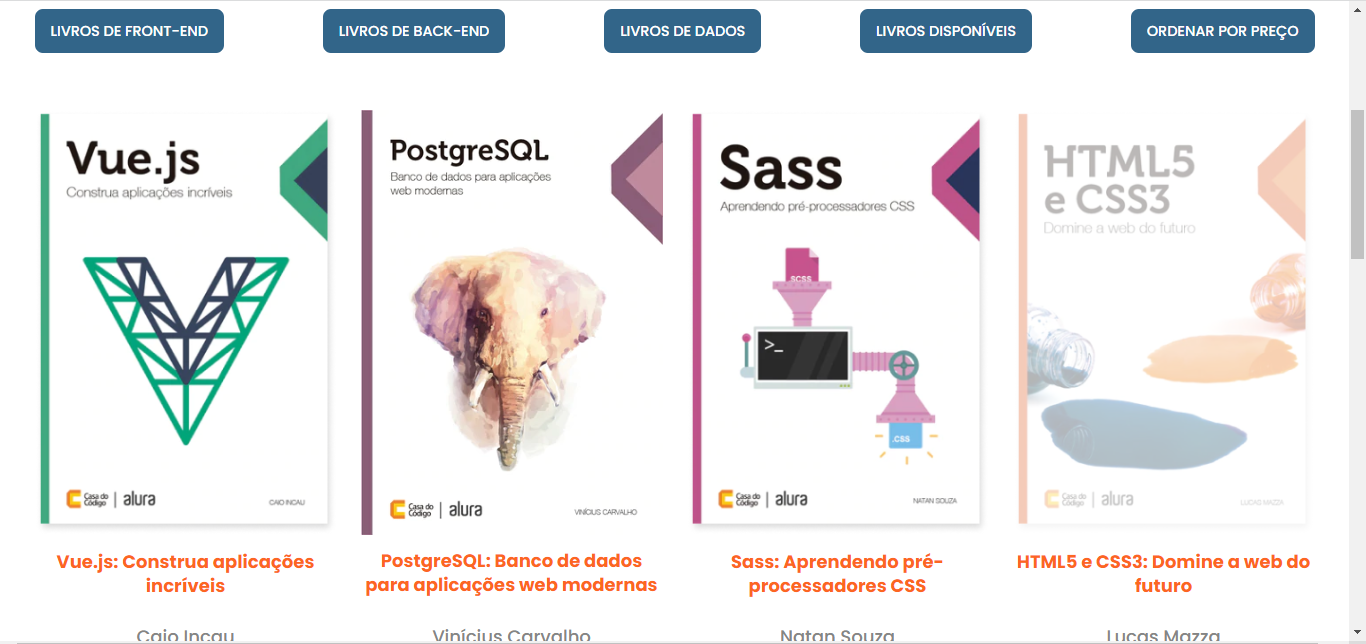 LIVROS DE FRONT-END
LIVROS DE BACK-END
LIVROS DE DADOS
LIVROS DISPONÍVEIS
ORDENAR POR PREÇO
Vue.js
Construa aplicações incríveis
Casa do
Código
alura
CAIO INCAU
PostgreSQL
Banco de dados para aplicações
web modernas
Casa do
Código
alura
VINÍCIUS CARVALHO
Sass
Aprendendo pré-processadores CSS
SCSS
>_
.CSS
Casa do
Código
alura
NATAN SOUZA
HTML5
e CSS3
Domine a web do futuro
Casa do
Código
alura
LUCAS MAZZA
Vue.js: Construa aplicações
incríveis
PostgreSQL: Banco de dados
para aplicações web modernas
Sass: Aprendendo pré-
processadores CSS
HTML5 e CSS3: Domine a web do
futuro
Caio Incau
Vinícius Carvalho
Natan Souza
Lucas Mazza